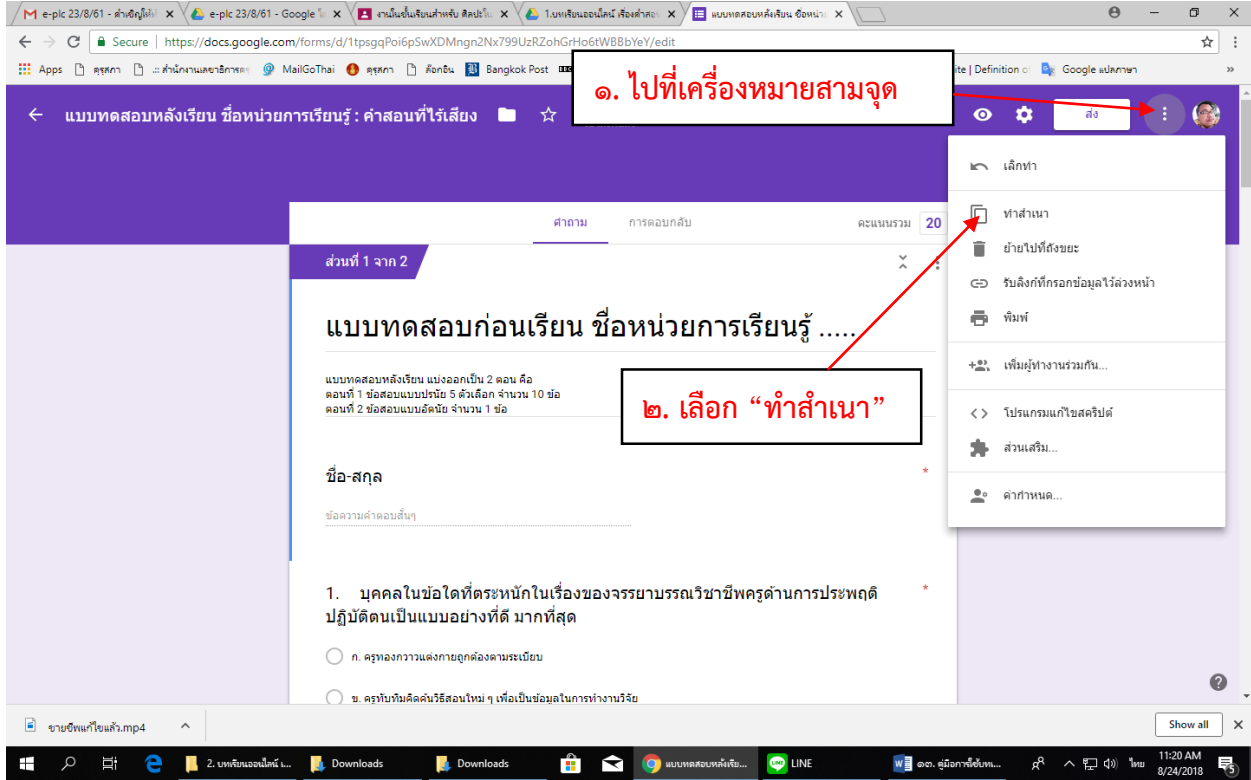 e-plc 23/8/61 - คำเชิญให้ทำ
e-plc 23/8/61 - Google ไ
งานในชั้นเรียนสำหรับ ศิลปะใน
1.บทเรียนออนไลน์ เรื่องคำสอน
แบบทดสอบหลังเรียน ชื่อหน่วย
Secure | https://docs.google.com/forms/d/1tpsgqPoi6pSwXDMngn2Nx799UzRZohGrHo6tWBBbYeY/edit
Apps
คุรุสภา
.:: สำนักงานเลขาธิการคุ
MailGoThai
คุรุสภา
ล๊อกอิน
Bangkok Post
ite | Definition o
Google แปลภาษา
»
๑. ไปที่เครื่องหมายสามจุด
แบบทดสอบหลังเรียน ชื่อหน่วยการเรียนรู้ : คำสอนที่ไร้เสียง
ส่ง
เลิกทำ
ทำสำเนา
ย้ายไปที่ถังขยะ
รับลิงก์ที่กรอกข้อมูลไว้ล่วงหน้า
พิมพ์
เพิ่มผู้ทำงานร่วมกัน...
โปรแกรมแก้ไขสคริปต์
ส่วนเสริม...
ค่ากำหนด...
คำถาม
การตอบกลับ
คะแนนรวม 20
ส่วนที่ 1 จาก 2
แบบทดสอบก่อนเรียน ชื่อหน่วยการเรียนรู้ .....
แบบทดสอบหลังเรียน แบ่งออกเป็น 2 ตอน คือ
ตอนที่ 1 ข้อสอบแบบปรนัย 5 ตัวเลือก จำนวน 10 ข้อ
ตอนที่ 2 ข้อสอบแบบอัตนัย จำนวน 1 ข้อ
๒. เลือก “ทำสำเนา”
ชื่อ-สกุล *
ข้อความคำตอบสั้นๆ
1. บุคคลในข้อใดที่ตระหนักในเรื่องของจรรยาบรรณวิชาชีพครูด้านการประพฤติ *
ปฏิบัติตนเป็นแบบอย่างที่ดี มากที่สุด
ก. ครูทองกวาวแต่งกายถูกต้องตามระเบียบ
ข. ครูทับทิมคิดค้นวิธีสอนใหม่ ๆ เพื่อเป็นข้อมูลในการทำงานวิจัย
ขายชีพแก้ไขแล้ว.mp4
Show all
2. บทเรียนออนไลน์ เ...
Downloads
Downloads
แบบทดสอบหลังเรีย...
LINE
๑๓. คู่มือการใช้บทเ...
ไทย
11:20 AM
8/24/2018
5